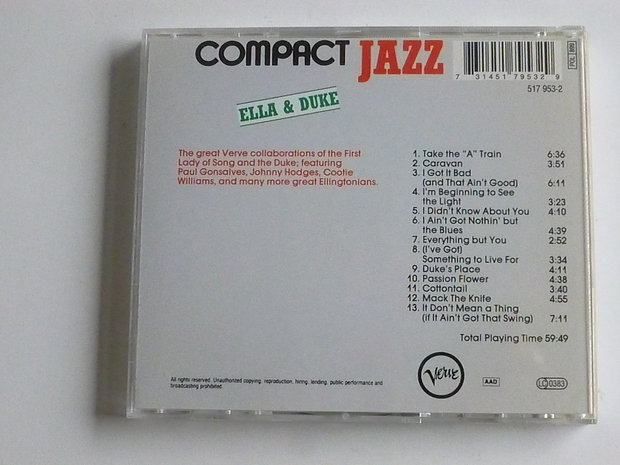 COMPACT JAZZ
7 31451 79532 9
POL 899
517 953-2
ELLA & DUKE
The great Verve collaborations of the First
Lady of Song and the Duke; featuring
Paul Gonsalves, Johnny Hodges, Cootie
Williams, and many more great Ellingtonians.
1. Take the "A" Train 6:36
2. Caravan 3:51
3. I Got It Bad
(and That Ain't Good) 6:11
4. I'm Beginning to See
the Light 3:23
5. I Didn't Know About You 4:10
6. I Ain't Got Nothin' but
the Blues 4:39
7. Everything but You 2:52
8. (I've Got)
Something to Live For 3:34
9. Duke's Place 4:11
10. Passion Flower 4:38
11. Cottontail 3:40
12. Mack The Knife 4:55
13. It Don't Mean a Thing
(if It Ain't Got That Swing) 7:11
Total Playing Time 59:49
All rights reserved. Unauthorized copying, reproduction, hiring, lending, public performance and
broadcasting prohibited.
Verve
AAD
LC 0383